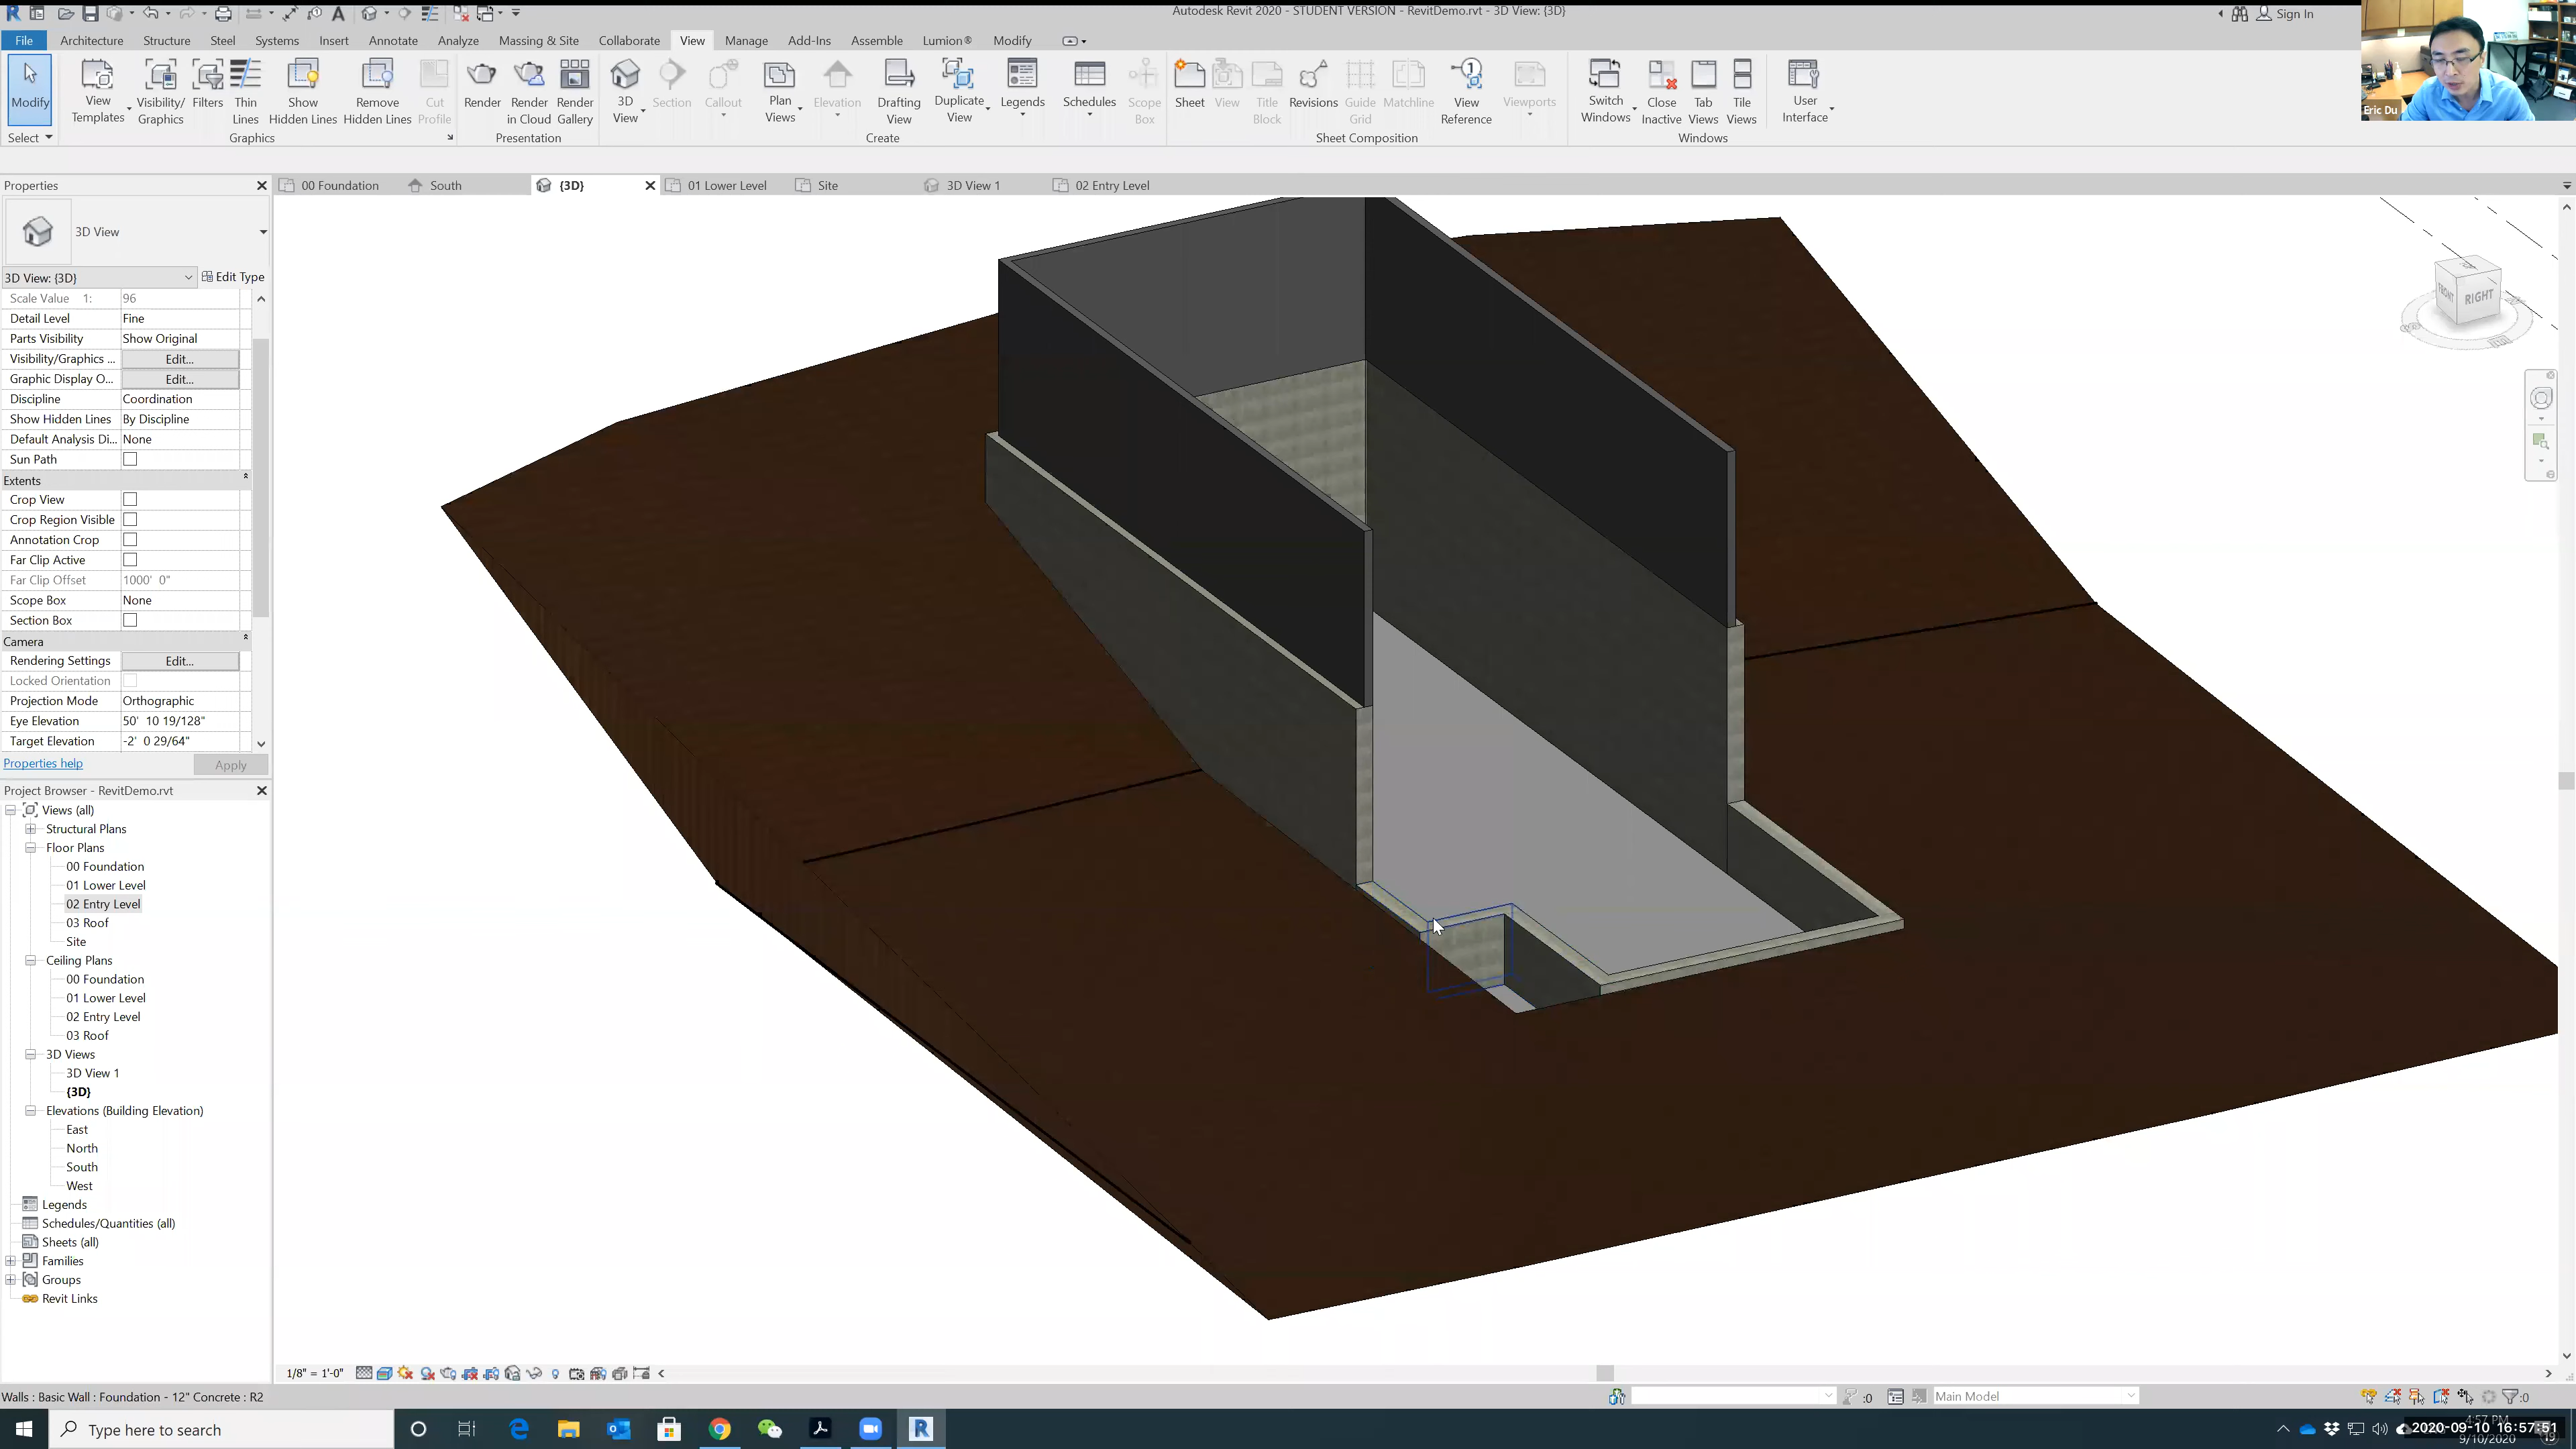 Autodesk Revit 2020 - STUDENT VERSION - RevitDemo.rvt - 3D View: {3D}
Sign In
File Architecture Structure Steel Systems Insert Annotate Analyze Massing & Site Collaborate View Manage Add-Ins Assemble Lumion® Modify
Modify
View Templates
Visibility/ Graphics
Filters
Thin Lines
Show Hidden Lines
Remove Hidden Lines
Cut Profile
Render
Render in Cloud
Render Gallery
3D View
Section
Callout
Plan Views
Elevation
Drafting View
Duplicate View
Legends
Schedules
Scope Box
Sheet
View
Title Block
Revisions
Guide Grid
Matchline
View Reference
Viewports
Switch Windows
Close Inactive
Tab Views
Tile Views
User Interface
Eric Du
Select Graphics Presentation Create Sheet Composition Windows
Properties
00 Foundation South {3D} 01 Lower Level Site 3D View 1 02 Entry Level
3D View
3D View: {3D} Edit Type
Scale Value 1: 96
Detail Level Fine
Parts Visibility Show Original
Visibility/Graphics ... Edit...
Graphic Display O... Edit...
Discipline Coordination
Show Hidden Lines By Discipline
Default Analysis Di... None
Sun Path
Extents
Crop View
Crop Region Visible
Annotation Crop
Far Clip Active
Far Clip Offset 1000' 0"
Scope Box None
Section Box
Camera
Rendering Settings Edit...
Locked Orientation
Projection Mode Orthographic
Eye Elevation 50' 10 19/128"
Target Elevation -2' 0 29/64"
Properties help Apply
FRONT RIGHT
Project Browser - RevitDemo.rvt
Views (all)
Structural Plans
Floor Plans
00 Foundation
01 Lower Level
02 Entry Level
03 Roof
Site
Ceiling Plans
00 Foundation
01 Lower Level
02 Entry Level
03 Roof
3D Views
3D View 1
{3D}
Elevations (Building Elevation)
East
North
South
West
Legends
Schedules/Quantities (all)
Sheets (all)
Families
Groups
Revit Links
1/8" = 1'-0"
Walls : Basic Wall : Foundation - 12" Concrete : R2
:0
Main Model
:0
Type here to search
4:57 PM
2020-09-10 16:57:51
9/10/2020